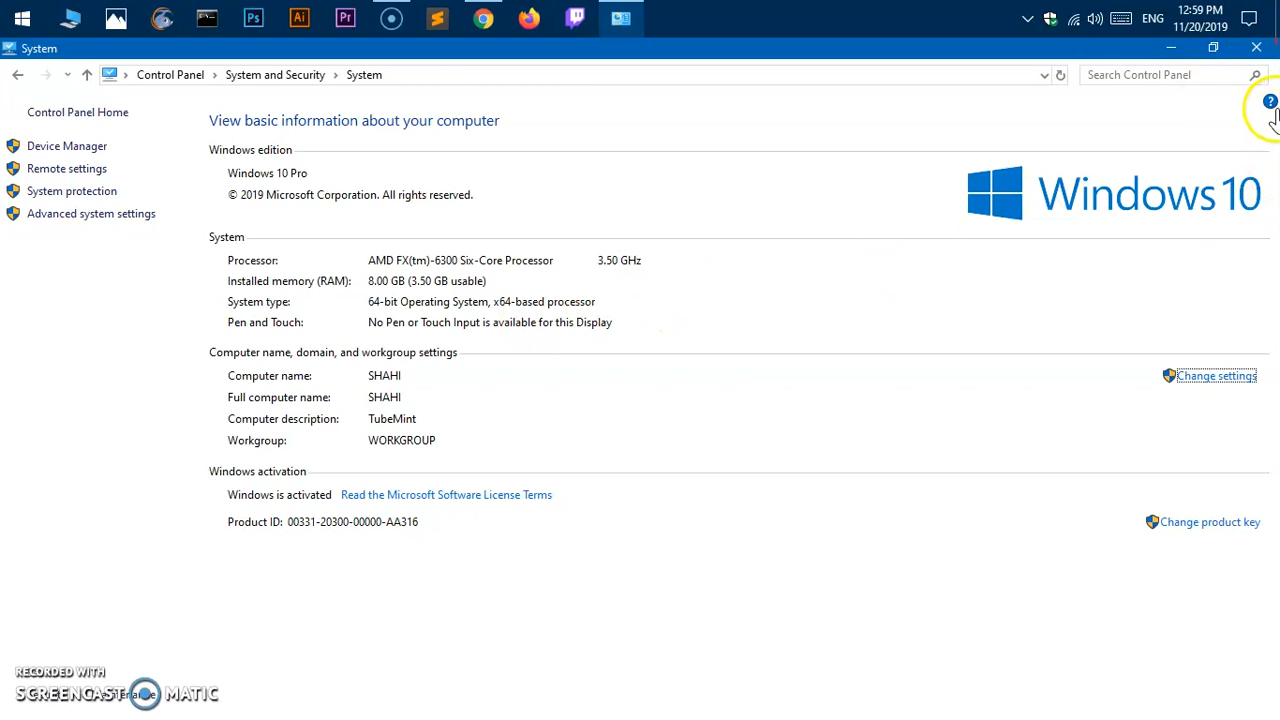 Ps
Ai
Pr
ENG
12:59 PM
11/20/2019
System
Control Panel
System and Security
System
Search Control Panel
?
Control Panel Home
Device Manager
Remote settings
System protection
Advanced system settings
View basic information about your computer
Windows edition
Windows 10 Pro
© 2019 Microsoft Corporation. All rights reserved.
Windows 10
System
Processor: AMD FX(tm)-6300 Six-Core Processor 3.50 GHz
Installed memory (RAM): 8.00 GB (3.50 GB usable)
System type: 64-bit Operating System, x64-based processor
Pen and Touch: No Pen or Touch Input is available for this Display
Computer name, domain, and workgroup settings
Computer name: SHAHI
Change settings
Full computer name: SHAHI
Computer description: TubeMint
Workgroup: WORKGROUP
Windows activation
Windows is activated Read the Microsoft Software License Terms
Product ID: 00331-20300-00000-AA316
Change product key
RECORDED WITH
SCREENCAST MATIC